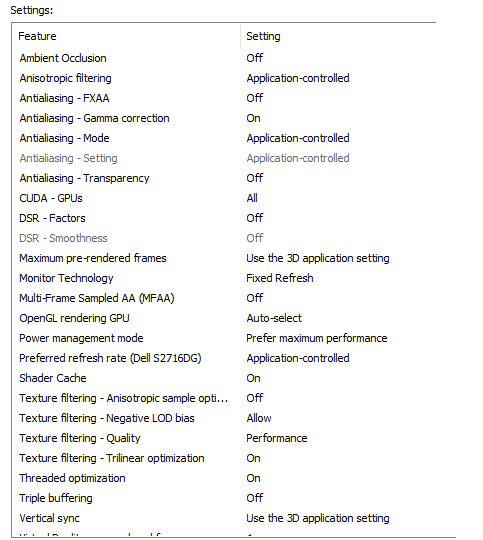 Settings:
Feature Setting
Ambient Occlusion Off
Anisotropic filtering Application-controlled
Antialiasing - FXAA Off
Antialiasing - Gamma correction On
Antialiasing - Mode Application-controlled
Antialiasing - Setting Application-controlled
Antialiasing - Transparency Off
CUDA - GPUs All
DSR - Factors Off
DSR - Smoothness Off
Maximum pre-rendered frames Use the 3D application setting
Monitor Technology Fixed Refresh
Multi-Frame Sampled AA (MFAA) Off
OpenGL rendering GPU Auto-select
Power management mode Prefer maximum performance
Preferred refresh rate (Dell S2716DG) Application-controlled
Shader Cache On
Texture filtering - Anisotropic sample opti... Off
Texture filtering - Negative LOD bias Allow
Texture filtering - Quality Performance
Texture filtering - Trilinear optimization On
Threaded optimization On
Triple buffering Off
Vertical sync Use the 3D application setting